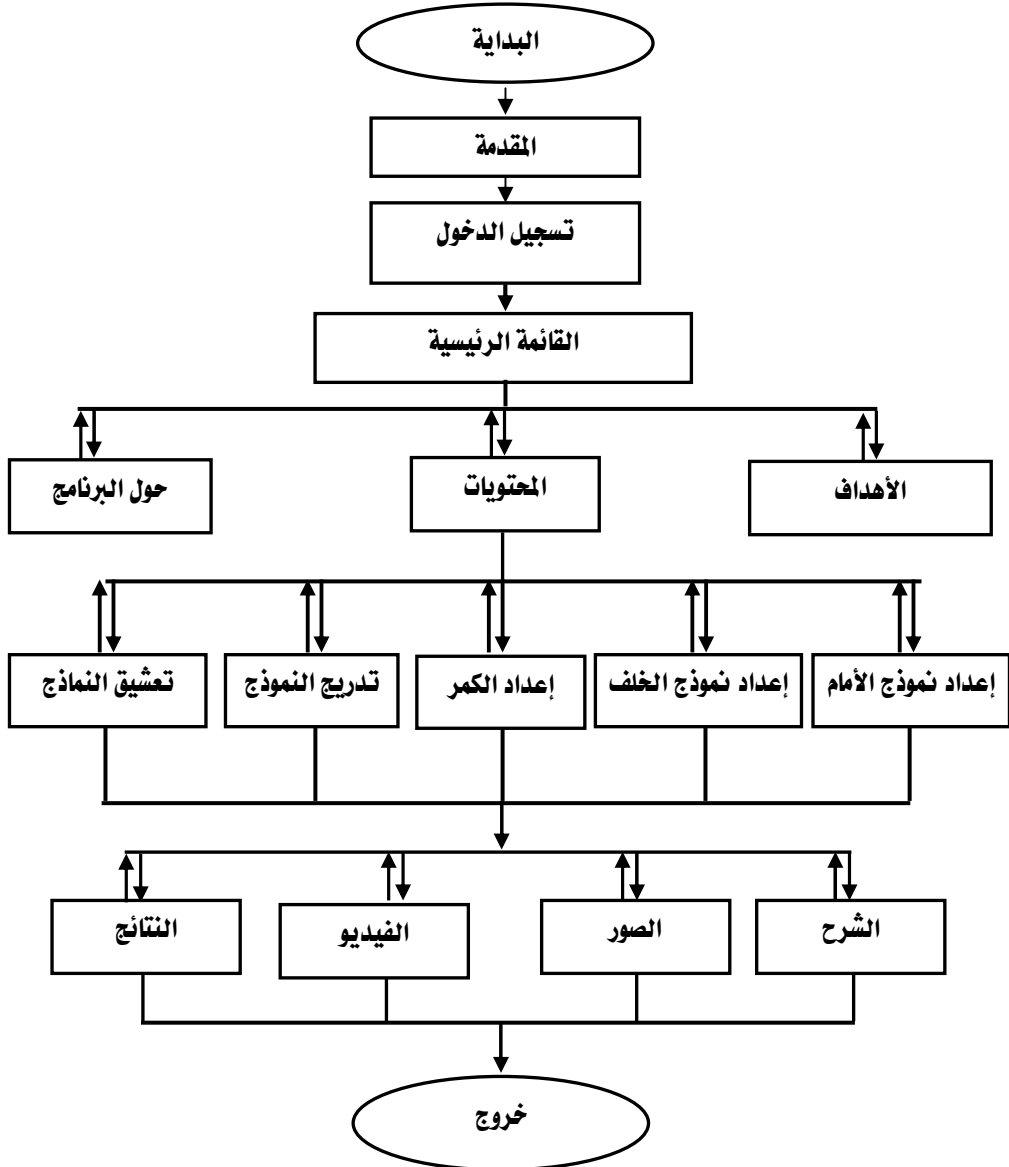 البداية
المقدمة
تسجيل الدخول
القائمة الرئيسية
الأهداف
المحتويات
حول البرنامج
إعداد نموذج الأمام
إعداد نموذج الخلف
إعداد الكمر
تدريج النموذج
تعشيق النماذج
الشرح
الصور
الفيديو
النتائج
خروج